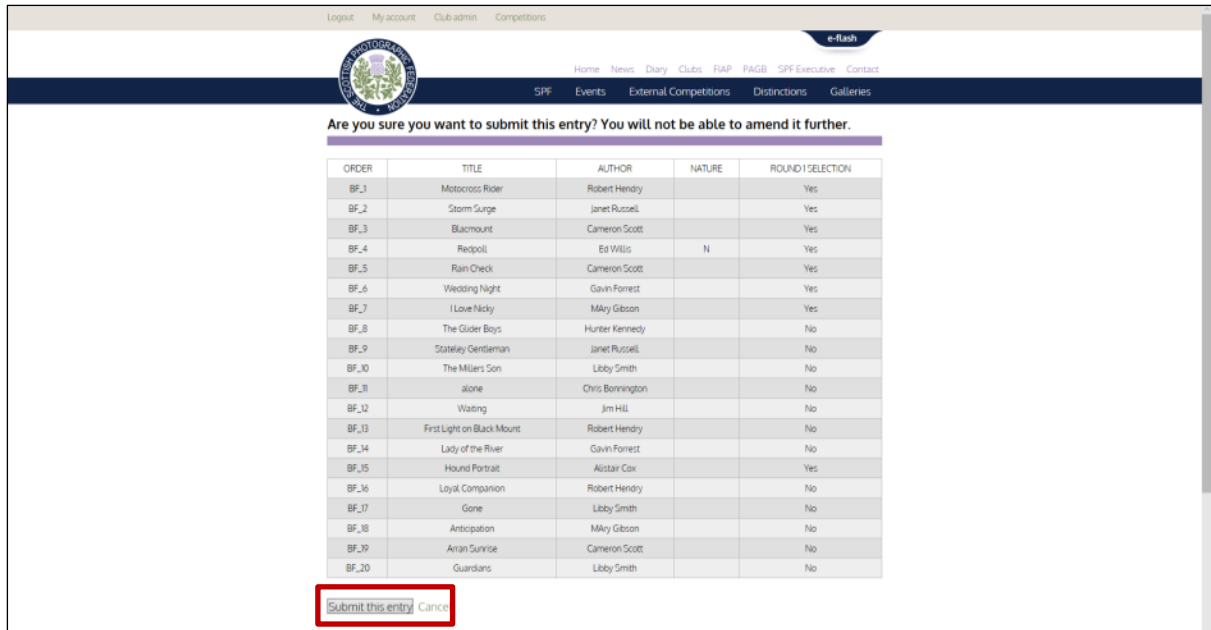 Logout My account Club admin Competitions
e-flash
THE SCOTTISH PHOTOGRAPHIC FEDERATION
Home News Diary Clubs FIAP PAGB SPF Executive Contact
SPF Events External Competitions Distinctions Galleries
Are you sure you want to submit this entry? You will not be able to amend it further.
ORDER TITLE AUTHOR NATURE ROUND 1 SELECTION
BF_1 Motocross Rider Robert Hendry Yes
BF_2 Storm Surge Janet Russell Yes
BF_3 Blacmount Cameron Scott Yes
BF_4 Redpoll Ed Willis N Yes
BF_5 Rain Check Cameron Scott Yes
BF_6 Wedding Night Gavin Forrest Yes
BF_7 I Love Nicky MAry Gibson Yes
BF_8 The Glider Boys Hunter Kennedy No
BF_9 Stateley Gentleman Janet Russell No
BF_10 The Millers Son Libby Smith No
BF_11 alone Chris Bonnington No
BF_12 Waiting Jim Hill No
BF_13 First Light on Black Mount Robert Hendry No
BF_14 Lady of the River Gavin Forrest No
BF_15 Hound Portrait Alistair Cox Yes
BF_16 Loyal Companion Robert Hendry No
BF_17 Gone Libby Smith No
BF_18 Anticipation MAry Gibson No
BF_19 Arran Sunrise Cameron Scott No
BF_20 Guardians Libby Smith No
Submit this entry Cancel